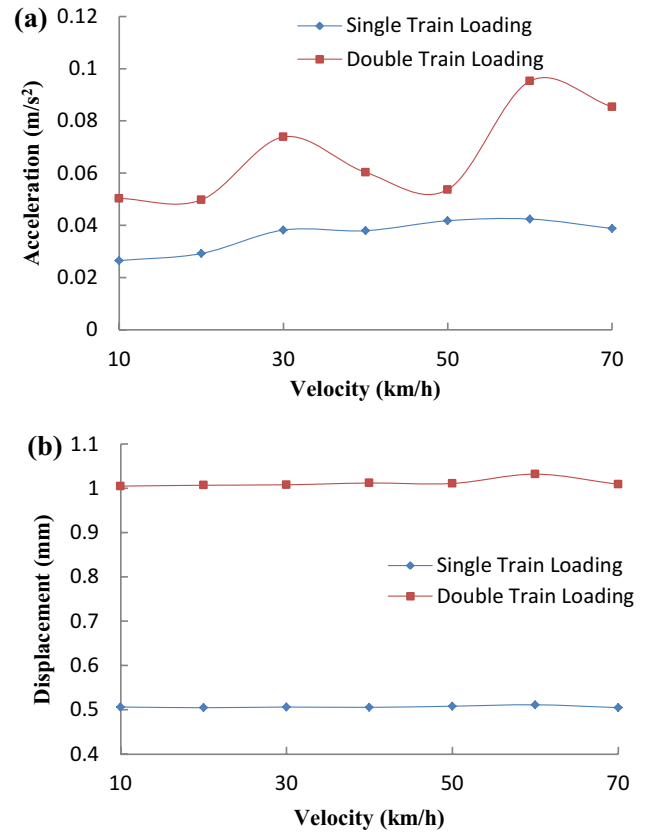 (a)
0.12
0.1
0.08
0.06
0.04
0.02
0
Acceleration (m/s²)
Single Train Loading
Double Train Loading
10 30 50 70
Velocity (km/h)
(b)
1.1
1
0.9
0.8
0.7
0.6
0.5
0.4
Displacement (mm)
Single Train Loading
Double Train Loading
10 30 50 70
Velocity (km/h)